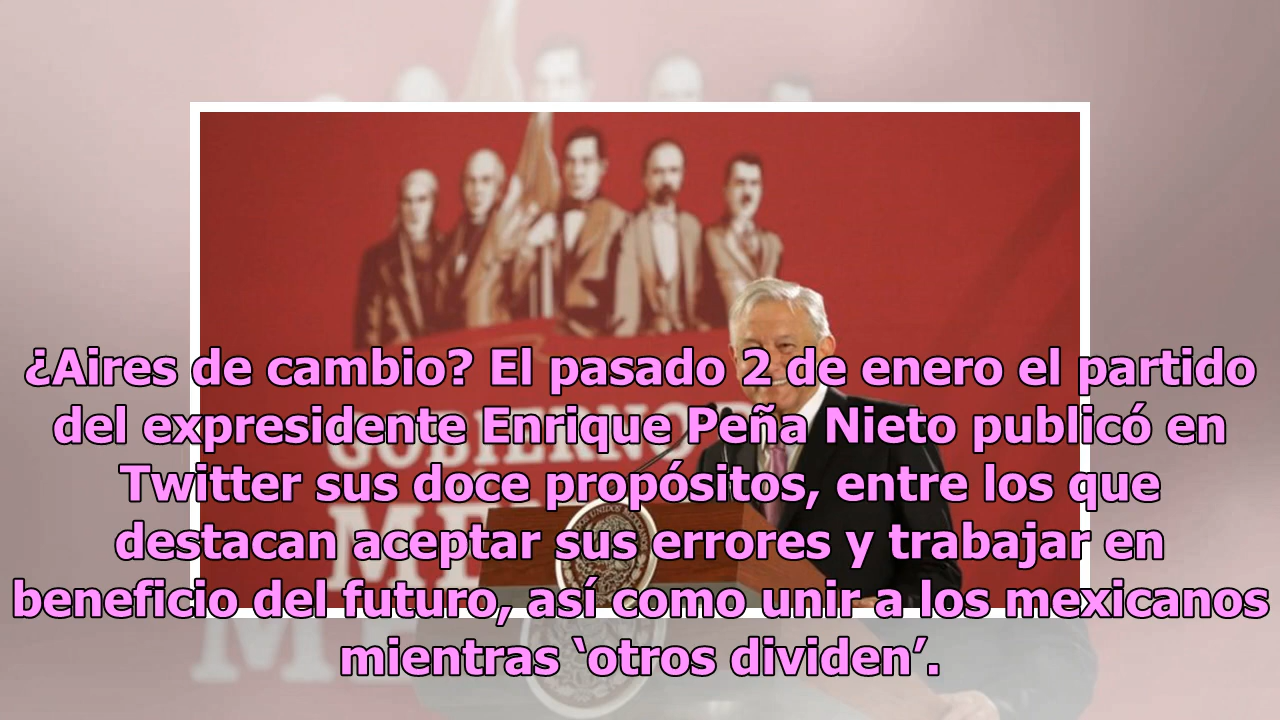 ¿Aires de cambio? El pasado 2 de enero el partido
del expresidente Enrique Peña Nieto publicó en
Twitter sus doce propósitos, entre los que
destacan aceptar sus errores y trabajar en
beneficio del futuro, así como unir a los mexicanos
mientras ‘otros dividen’.
GOBIERNO